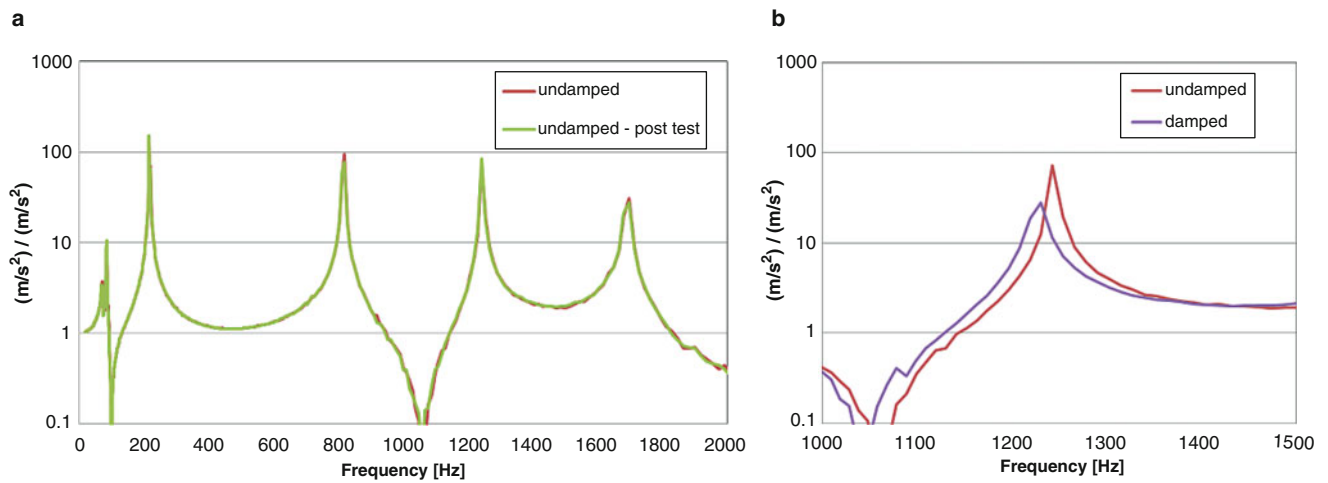 a
1000
100
10
1
0.1
(m/s²) / (m/s²)
undamped
undamped - post test
0 200 400 600 800 1000 1200 1400 1600 1800 2000
Frequency [Hz]
b
1000
100
10
1
0.1
(m/s²) / (m/s²)
undamped
damped
1000 1100 1200 1300 1400 1500
Frequency [Hz]